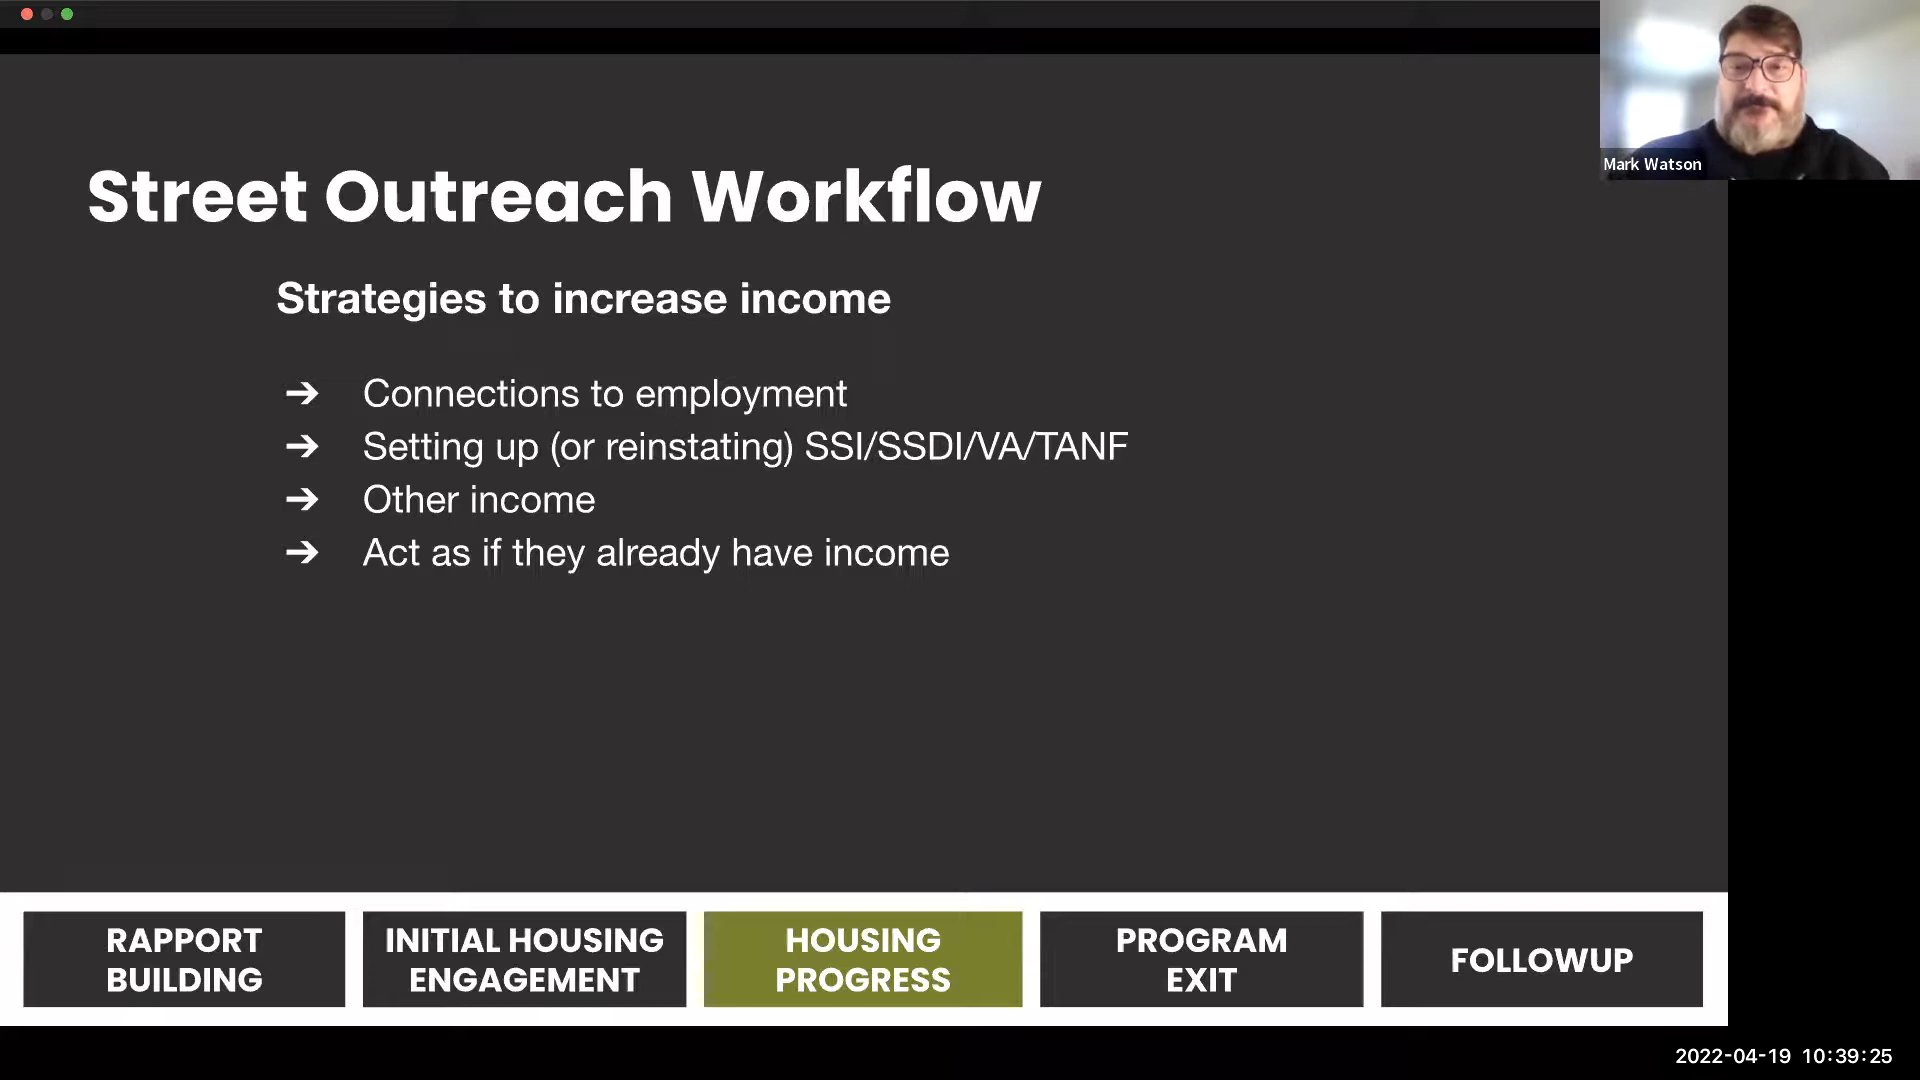 Mark Watson
Street Outreach Workflow
Strategies to increase income
➔ Connections to employment
➔ Setting up (or reinstating) SSI/SSDI/VA/TANF
➔ Other income
➔ Act as if they already have income
RAPPORT
BUILDING
INITIAL HOUSING
ENGAGEMENT
HOUSING
PROGRESS
PROGRAM
EXIT
FOLLOWUP
2022-04-19 10:39:25